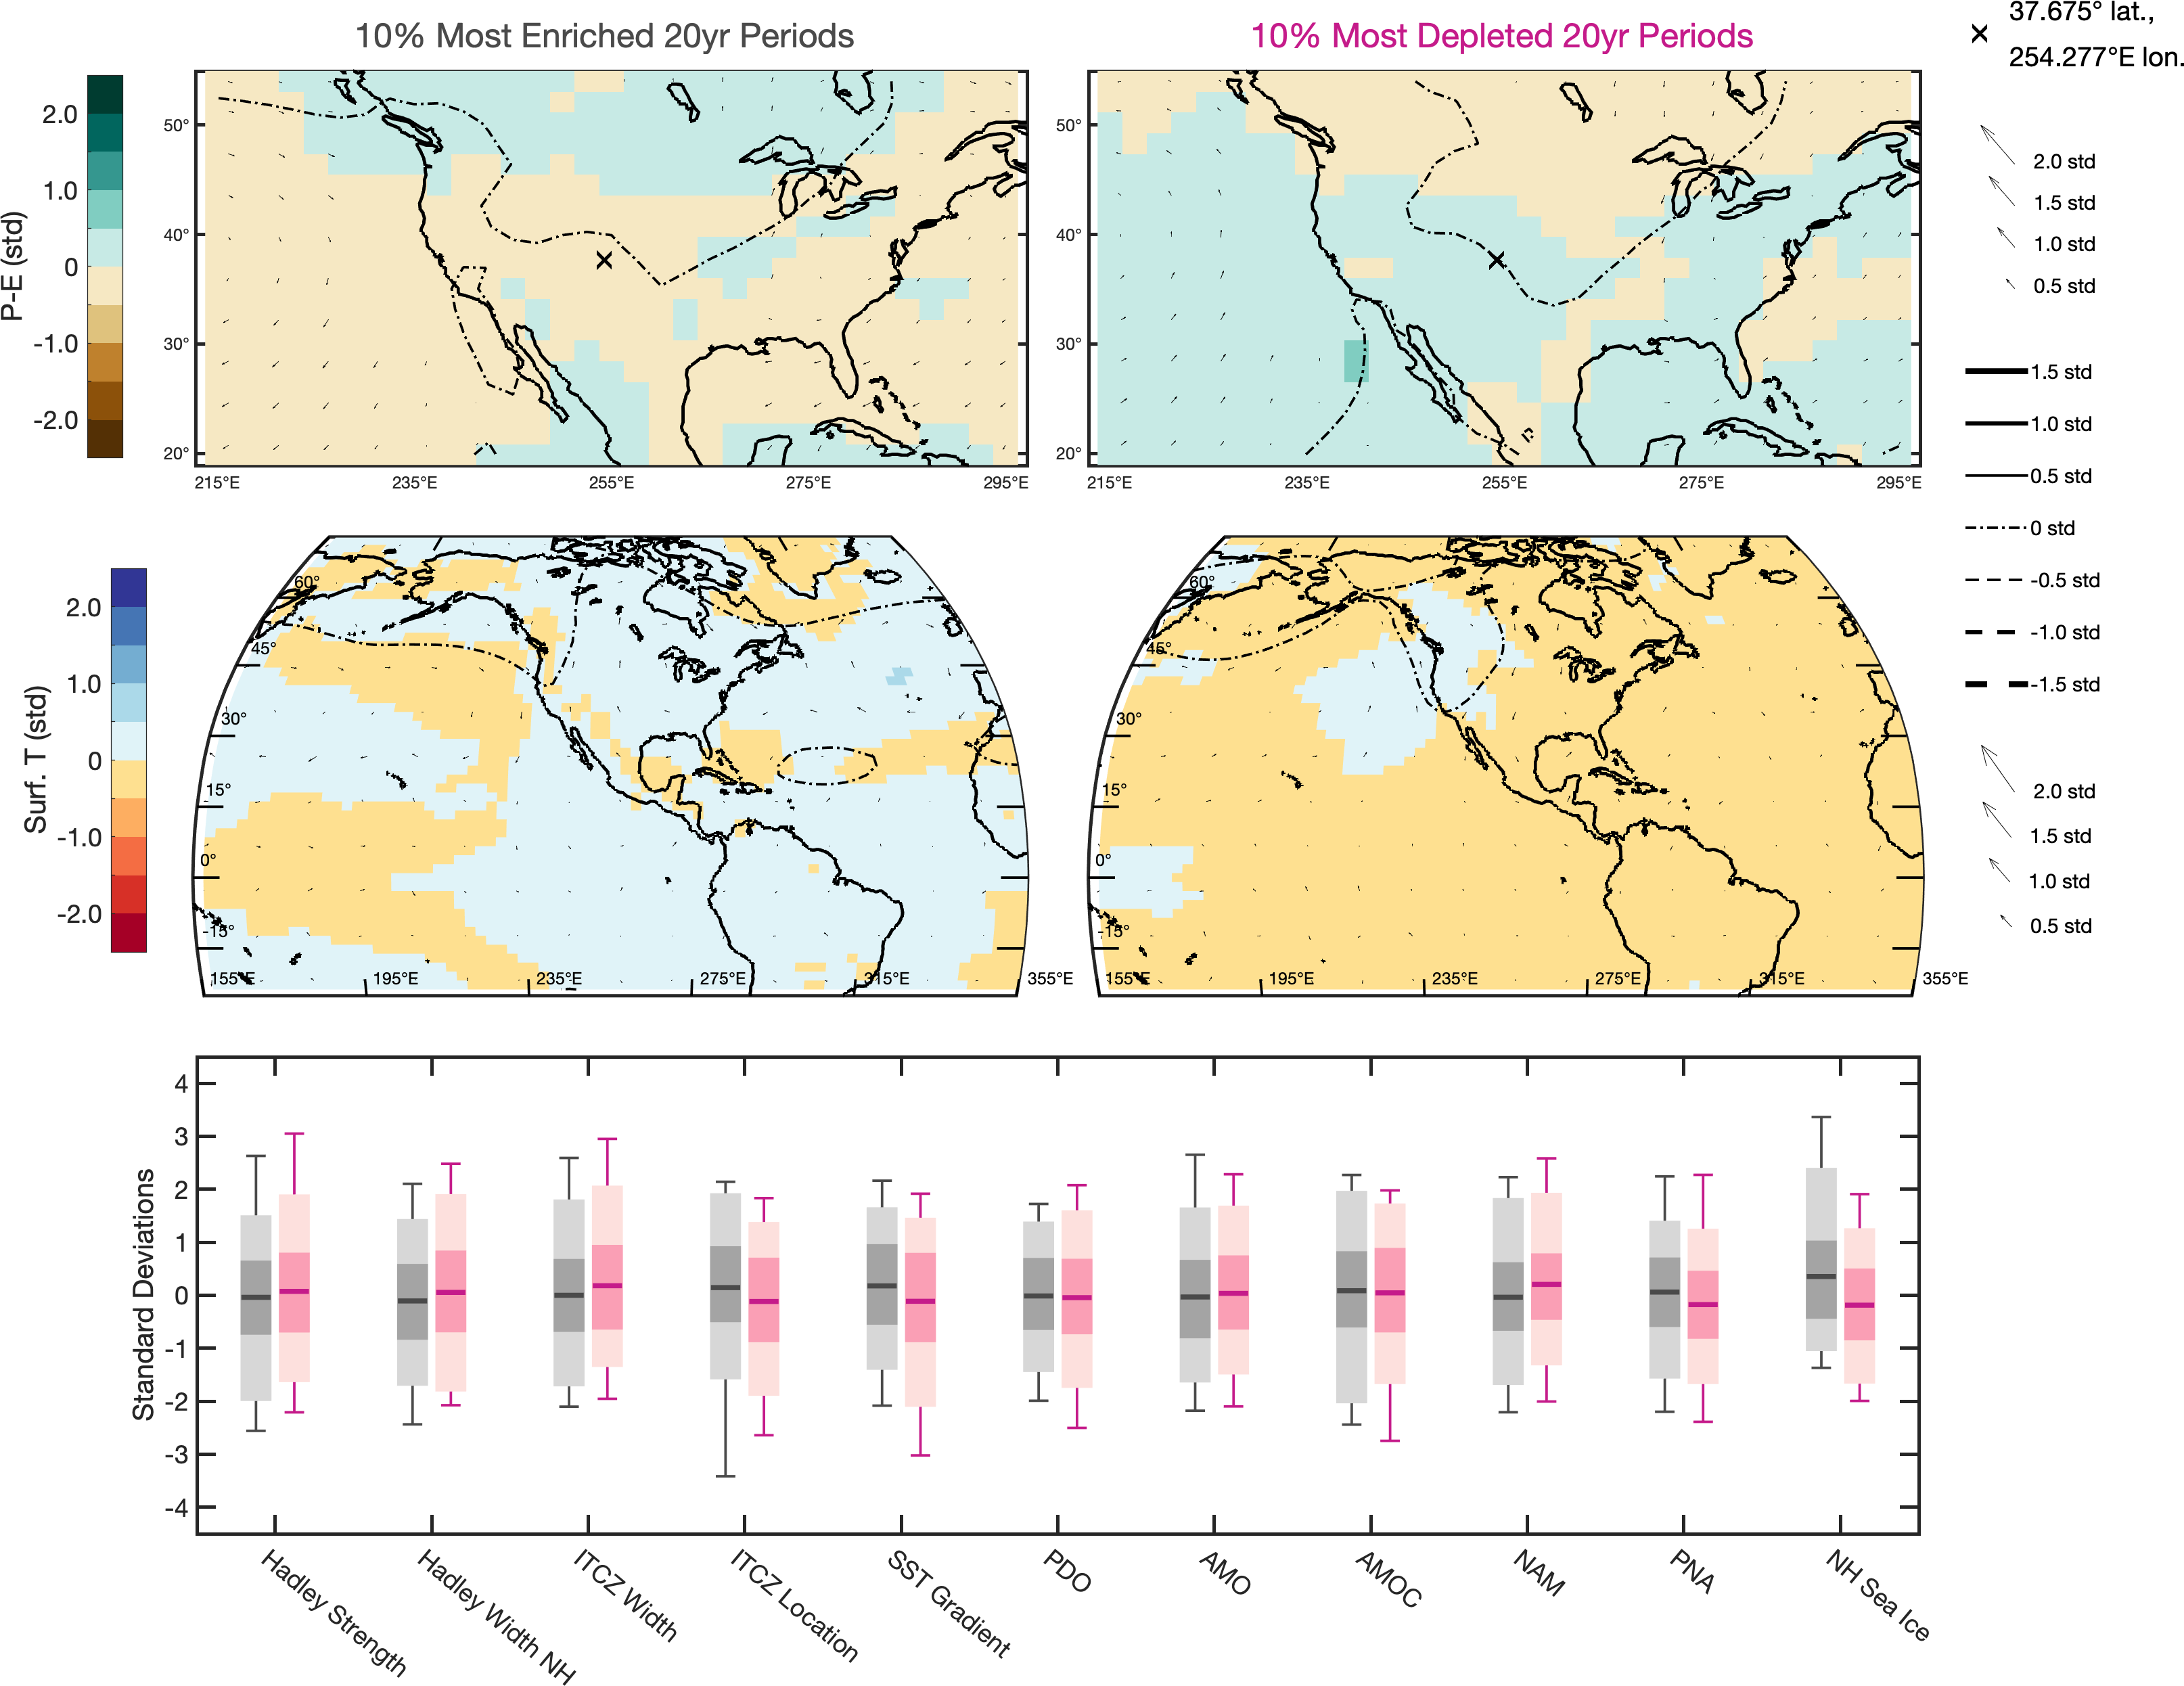 10% Most Enriched 20yr Periods
10% Most Depleted 20yr Periods
37.675° lat.,
254.277°E lon.
P-E (std)
2.0
1.0
0
-1.0
-2.0
50°
40°
30°
20°
215°E 235°E 255°E 275°E 295°E
50°
40°
30°
20°
215°E 235°E 255°E 275°E 295°E
2.0 std
1.5 std
1.0 std
0.5 std
1.5 std
1.0 std
0.5 std
0 std
-0.5 std
-1.0 std
-1.5 std
Surf. T (std)
2.0
1.0
0
-1.0
-2.0
60°
45°
30°
15°
0°
-15°
155°E 195°E 235°E 275°E 315°E 355°E
60°
45°
30°
15°
0°
-15°
155°E 195°E 235°E 275°E 315°E 355°E
2.0 std
1.5 std
1.0 std
0.5 std
Standard Deviations
4
3
2
1
0
-1
-2
-3
-4
Hadley Strength
Hadley Width NH
ITCZ Width
ITCZ Location
SST Gradient
PDO
AMO
AMOC
NAM
PNA
NH Sea Ice